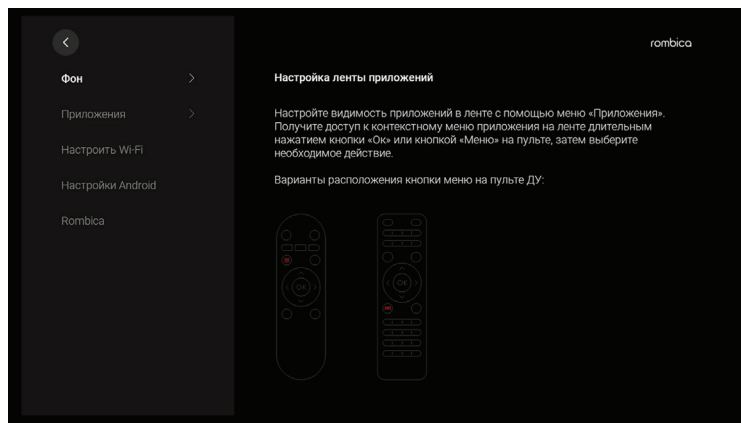 rombica
Фон
Приложения
Настроить Wi-Fi
Настройки Android
Rombica
Настройка ленты приложений
Настройте видимость приложений в ленте с помощью меню «Приложения».
Получите доступ к контекстному меню приложения на ленте длительным
нажатием кнопки «Ок» или кнопкой «Меню» на пульте, затем выберите
необходимое действие.
Варианты расположения кнопки меню на пульте ДУ:
OK
OK